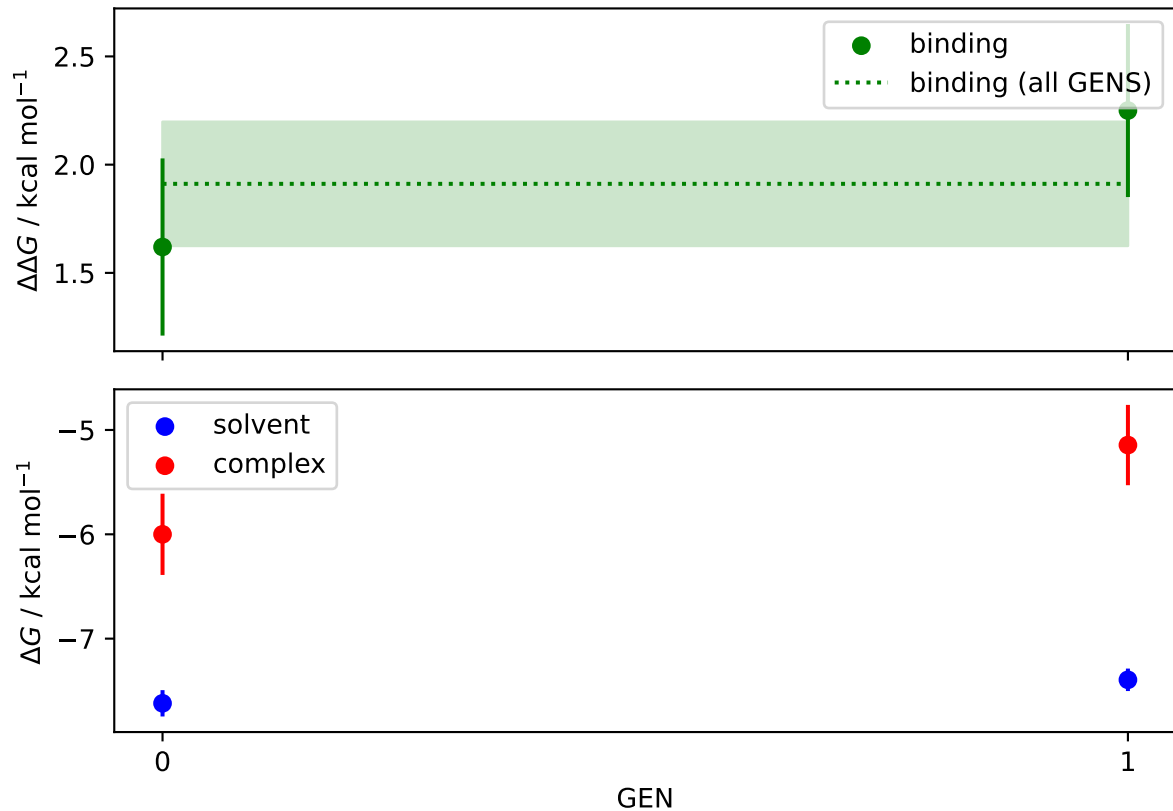 2.5
2.0
1.5
ΔΔG / kcal mol⁻¹
binding
binding (all GENS)
−5
−6
−7
ΔG / kcal mol⁻¹
solvent
complex
0
1
GEN